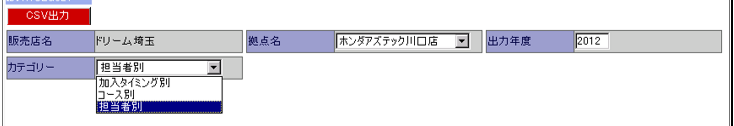 CSV出力
販売店名 ドリーム埼玉 拠点名 ホンダアズテック川口店 出力年度 2012
カテゴリー 担当者別
加入タイミング別
コース別
担当者別